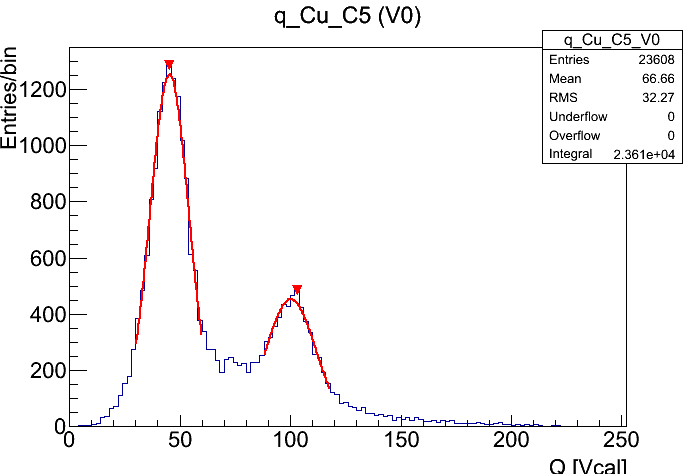 q_Cu_C5 (V0)
q_Cu_C5_V0
Entries 23608
Mean 66.66
RMS 32.27
Underflow 0
Overflow 0
Integral 2.361e+04
Entries/bin
1200
1000
800
600
400
200
0
0 50 100 150 200 250
Q [Vcal]